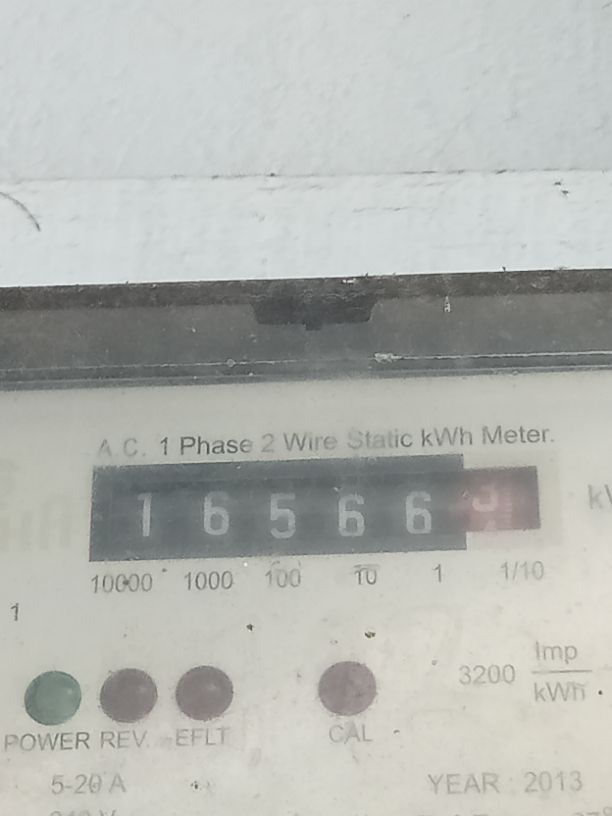 A.C. 1 Phase 2 Wire Static kWh Meter.
1 6 5 6 6 3
10000 1000 100 10 1 1/10
1
3200 Imp/kWh
POWER REV. EFLT CAL
5-20 A YEAR : 2013